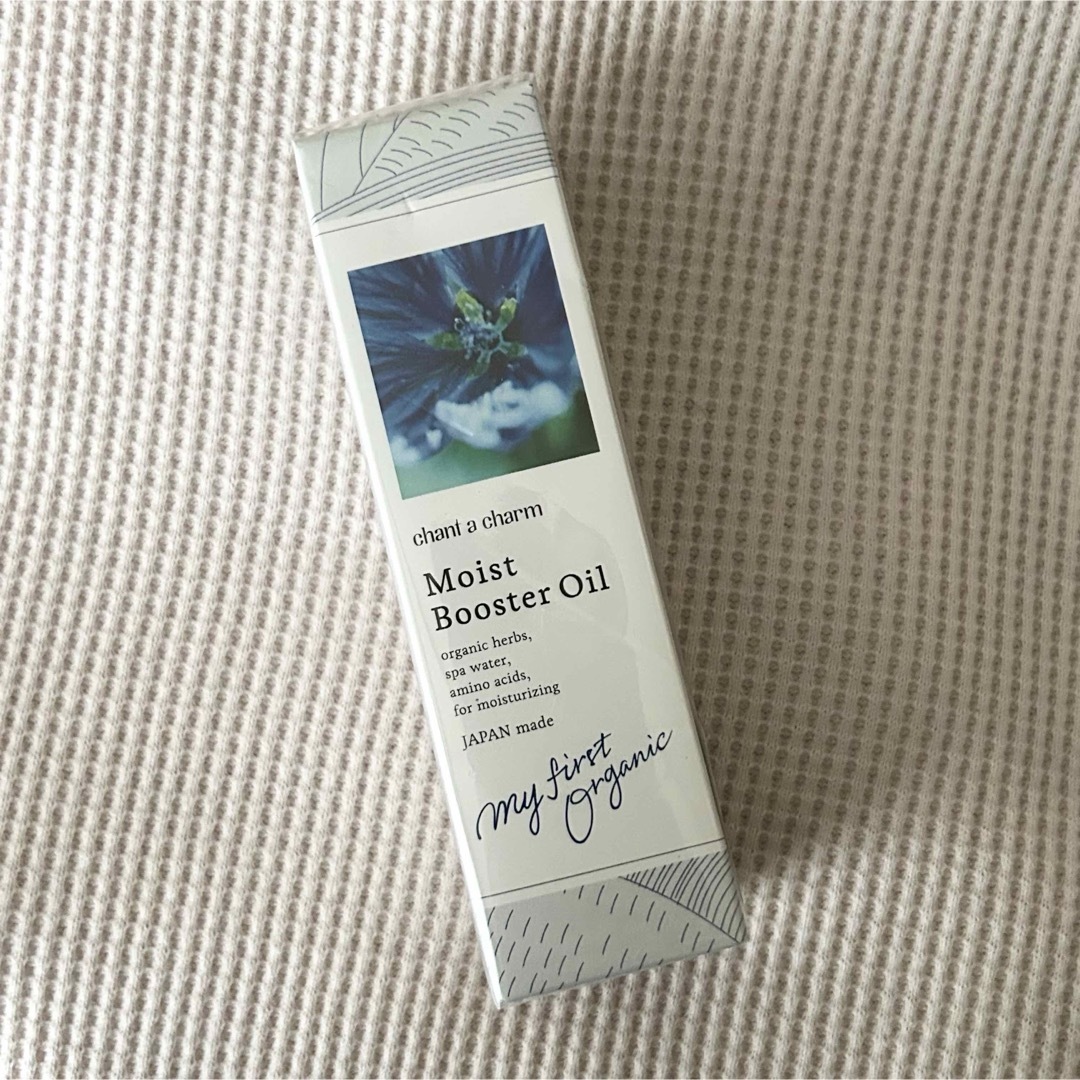 chant a charm
Moist
Booster Oil
organic herbs,
spa water,
amino acids,
for moisturizing
JAPAN made
my first
Organic